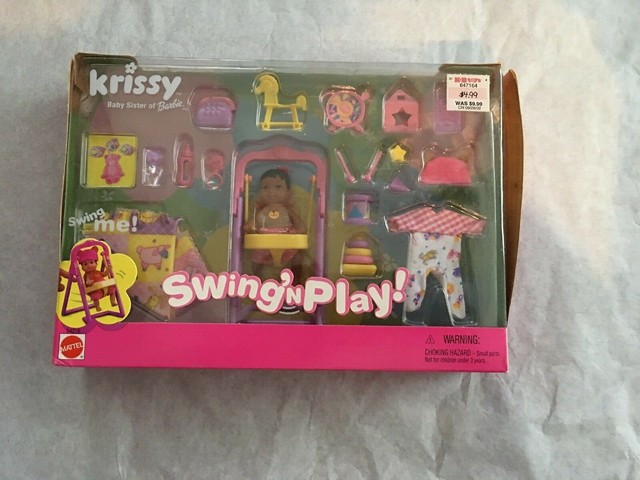 krissy
Baby Sister of Barbie
K·B toys
647164
$4.99
WAS $9.99
Swing me!
Swing'N Play!
MATTEL
WARNING:
CHOKING HAZARD - Small parts
Not for children under 3 years.